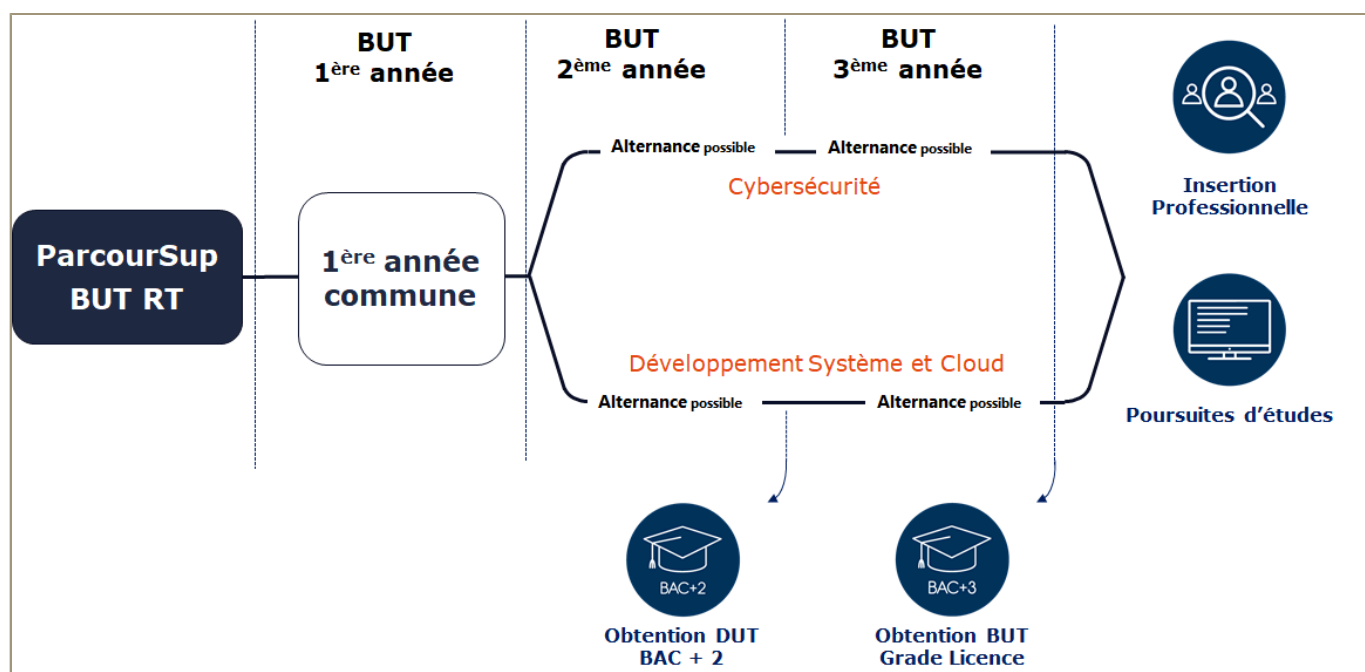 BUT
1ère année
BUT
2ème année
BUT
3ème année
Alternance possible
Alternance possible
Cybersécurité
ParcourSup
BUT RT
1ère année
commune
Développement Système et Cloud
Alternance possible
Alternance possible
Insertion
Professionnelle
Poursuites d'études
BAC+2
Obtention DUT
BAC + 2
BAC+3
Obtention BUT
Grade Licence